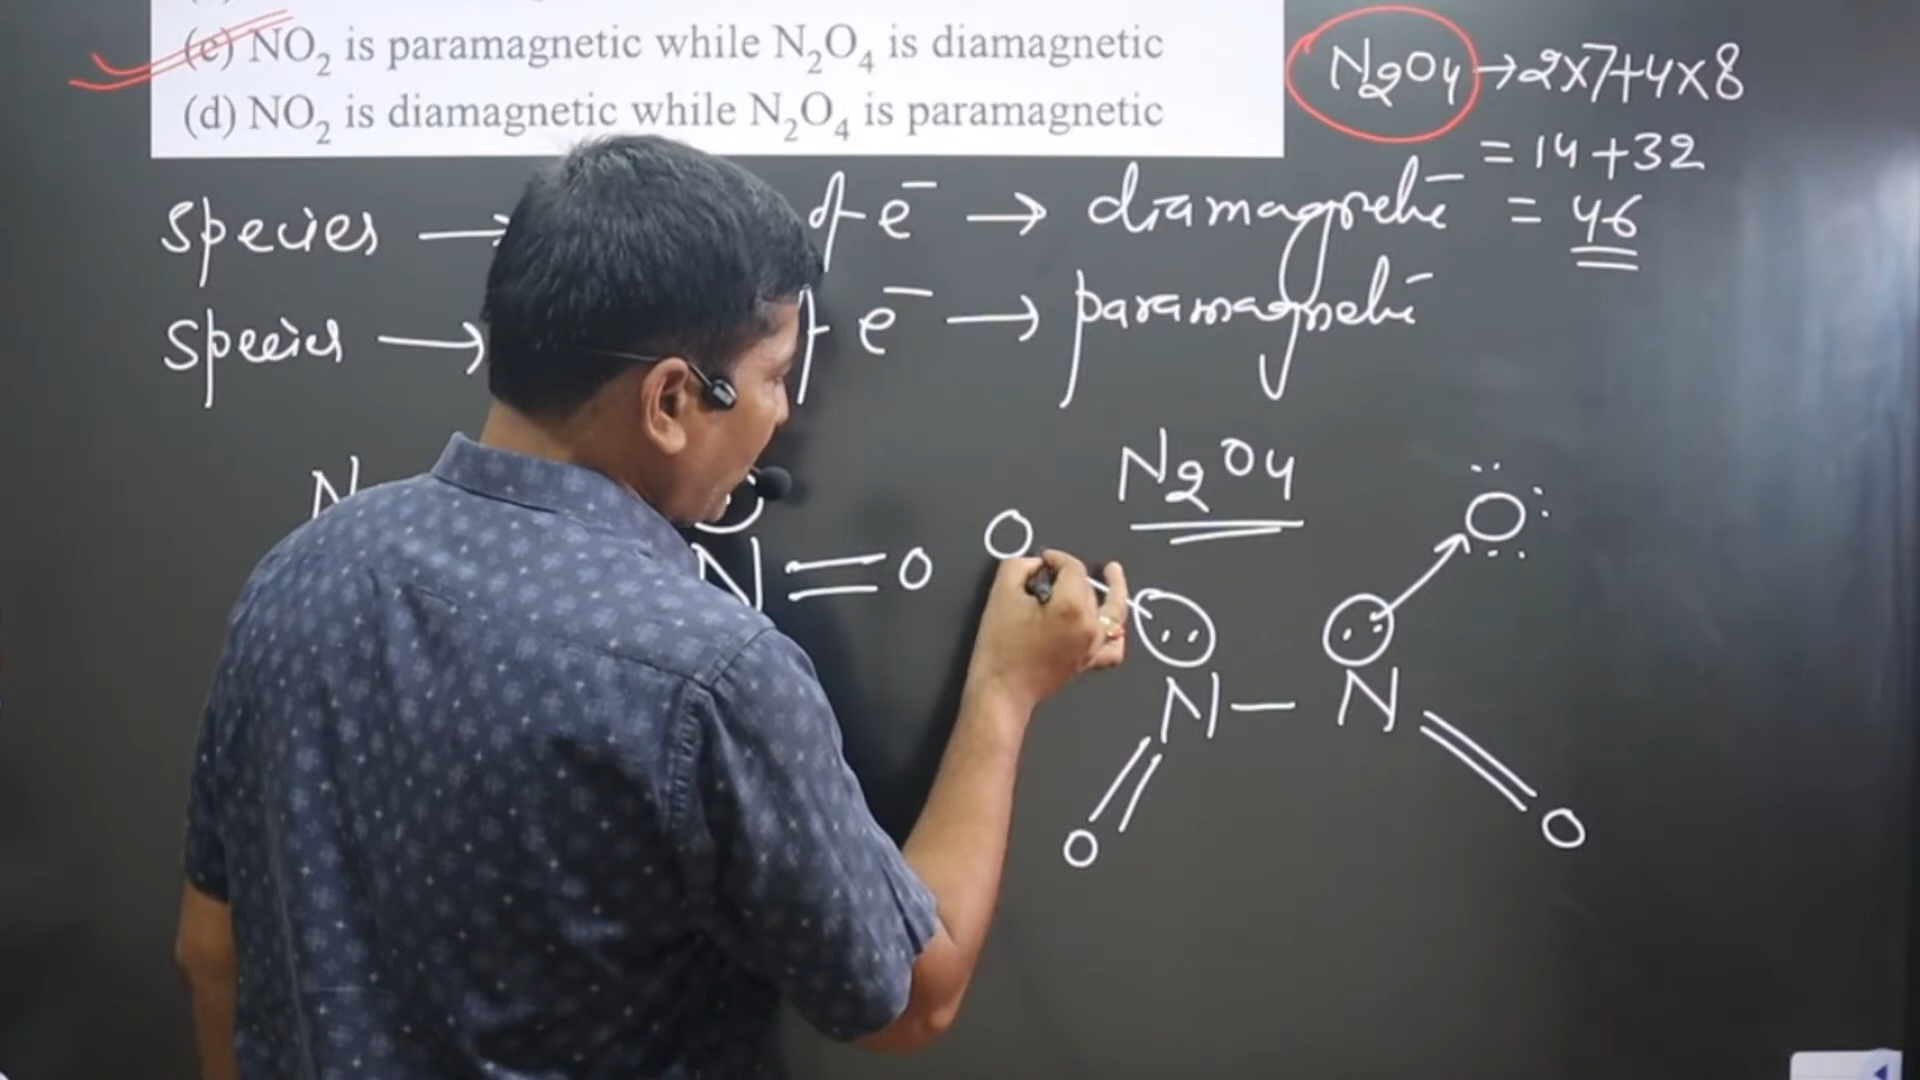 (c) NO₂ is paramagnetic while N₂O₄ is diamagnetic
(d) NO₂ is diamagnetic while N₂O₄ is paramagnetic
N₂O₄ → 2×7+4×8
= 14+32
= 46
Species → of e⁻ → diamagnetic
Species → e⁻ → paramagnetic
N
N = O
N₂O₄
O O
N — N
O O